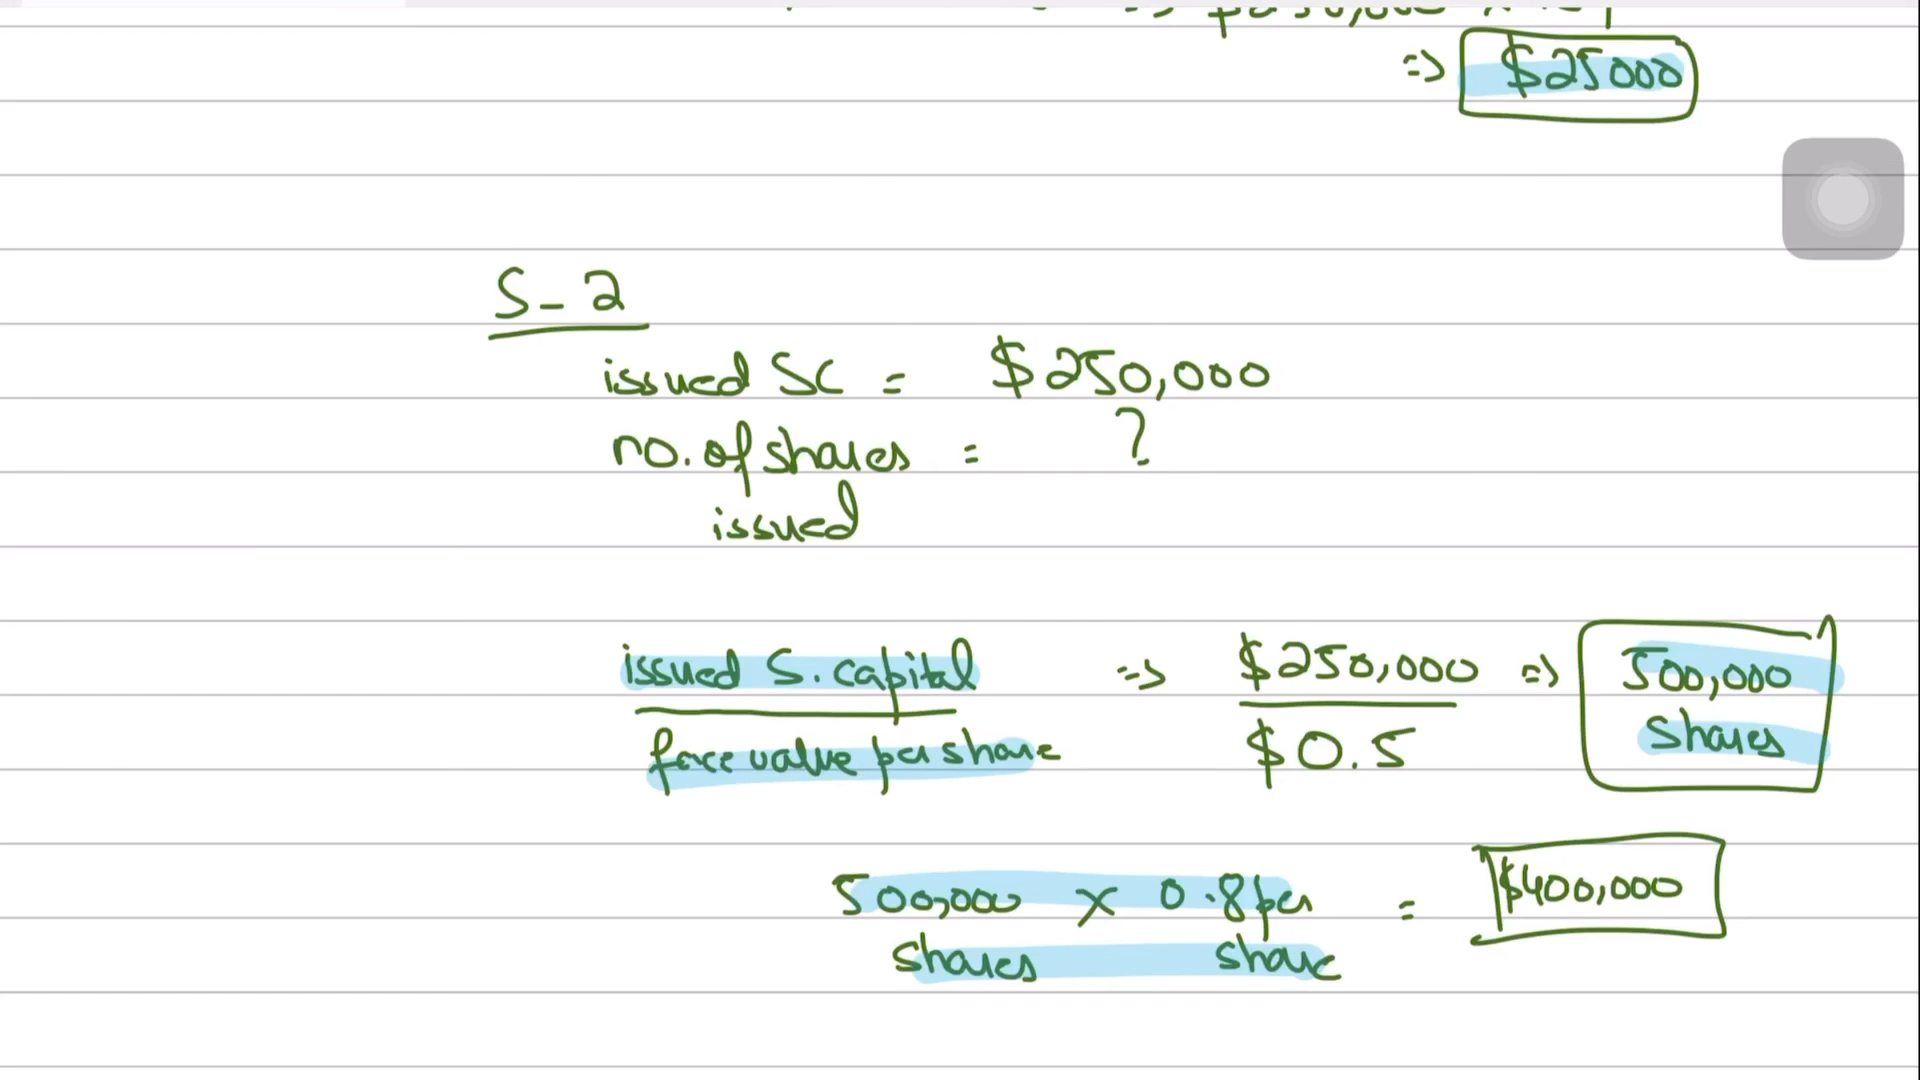 => $25000
S-2
issued SC = $250,000
no. of shares = ?
issued
issued S. capital => $250,000 => 500,000
shares
face value per share $0.5
500,000 x 0.8 per = $400,000
shares share